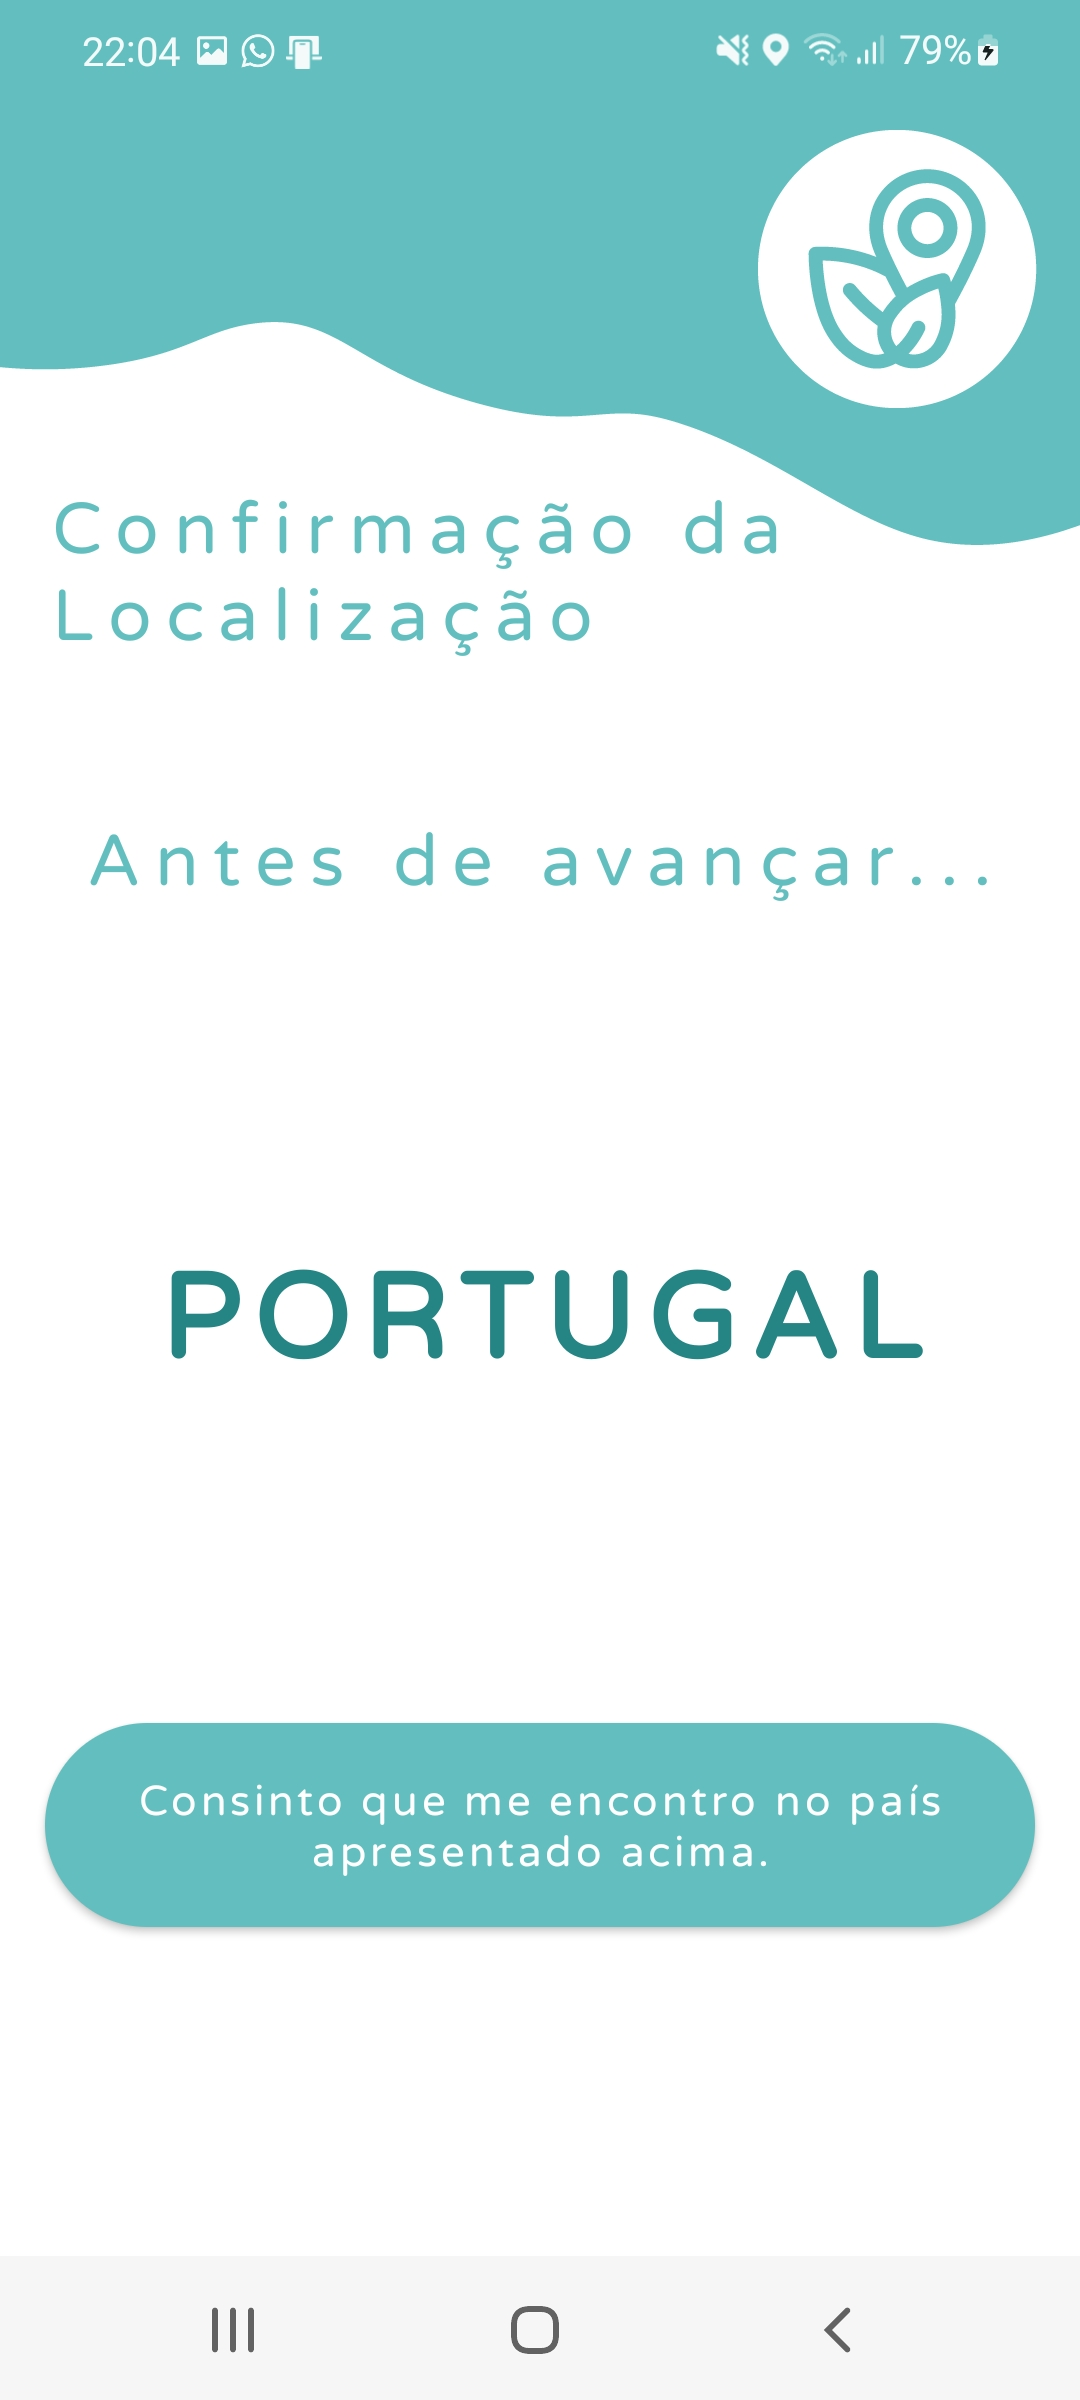 22:04 79%
Confirmação da
Localização
Antes de avançar...
PORTUGAL
Consinto que me encontro no país
apresentado acima.